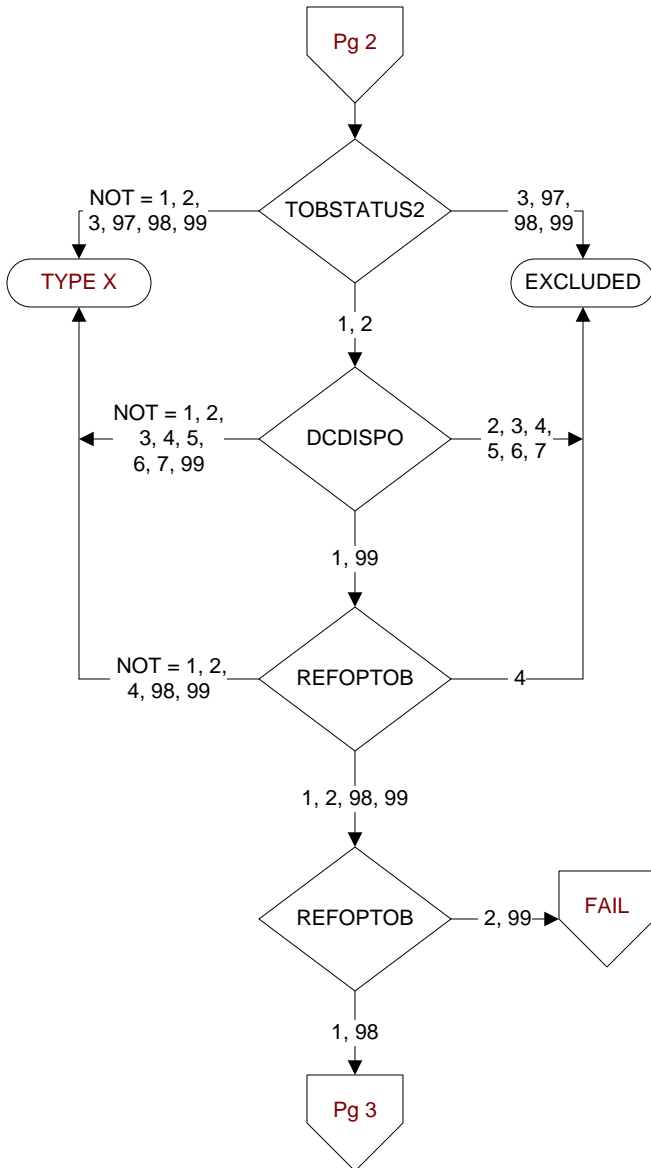 Pg 2
NOT = 1, 2,
3, 97, 98, 99
TOBSTATUS2
3, 97,
98, 99
TYPE X
EXCLUDED
1, 2
NOT = 1, 2,
3, 4, 5,
6, 7, 99
DCDISPO
2, 3, 4,
5, 6, 7
1, 99
NOT = 1, 2,
4, 98, 99
REFOPTOB
4
1, 2, 98, 99
REFOPTOB
2, 99
FAIL
1, 98
Pg 3